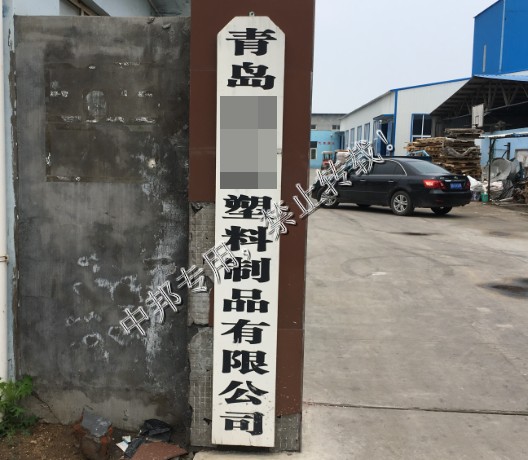 青岛
塑料制品有限公司
中邦专用，禁止转载！